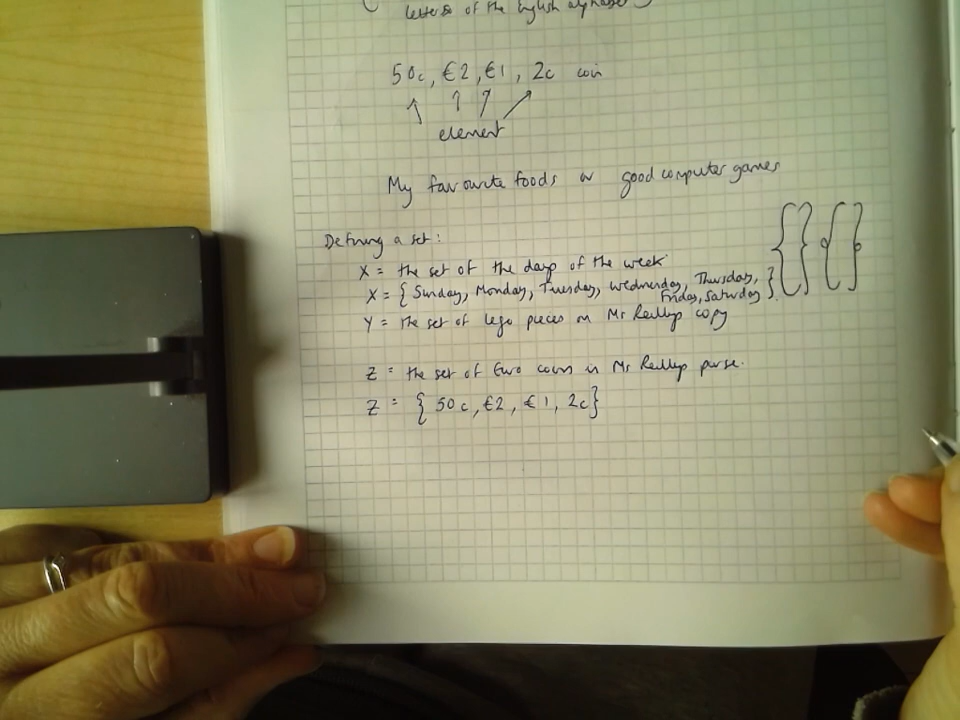 letters of the English alphabet
50c, €2, €1, 2c coin
element
My favourite foods or good computer games
Defining a set:
X = the set of the days of the week
X = { Sunday, Monday, Tuesday, Wednesday, Thursday,
Friday, Saturday }
Y = the set of lego pieces on Mr Reillys copy
Z = the set of Euro coins in Mr Reillys purse.
Z = { 50c, €2, €1, 2c}
{ } { }